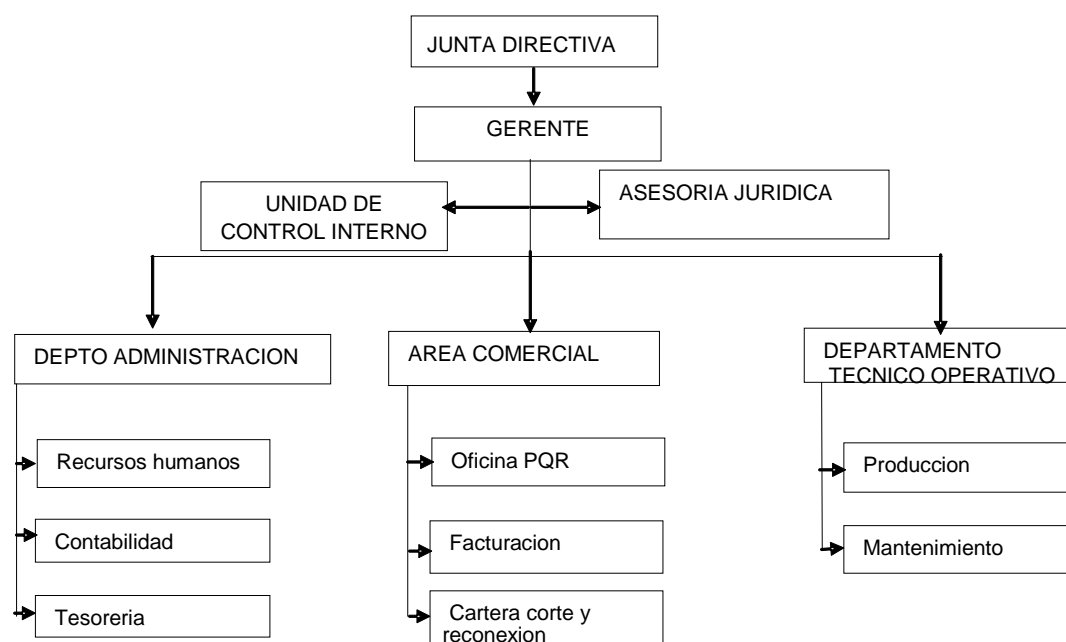 JUNTA DIRECTIVA
GERENTE
UNIDAD DE
CONTROL INTERNO
ASESORIA JURIDICA
DEPTO ADMINISTRACION
AREA COMERCIAL
DEPARTAMENTO
TECNICO OPERATIVO
Recursos humanos
Contabilidad
Tesoreria
Oficina PQR
Facturacion
Cartera corte y
reconexion
Produccion
Mantenimiento